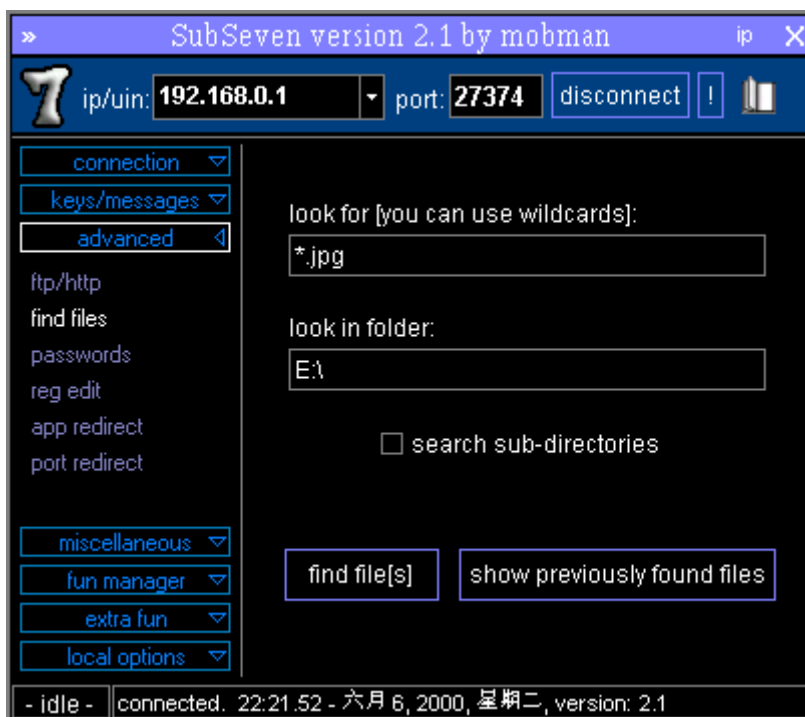 » SubSeven version 2.1 by mobman ip X
7 ip/uin: 192.168.0.1 port: 27374 disconnect !
connection
keys/messages
advanced
ftp/http
find files
passwords
reg edit
app redirect
port redirect
miscellaneous
fun manager
extra fun
local options
look for [you can use wildcards]:
*.jpg
look in folder:
E:\
search sub-directories
find file[s] show previously found files
- idle - connected. 22:21.52 - 六月 6, 2000, 星期二, version: 2.1